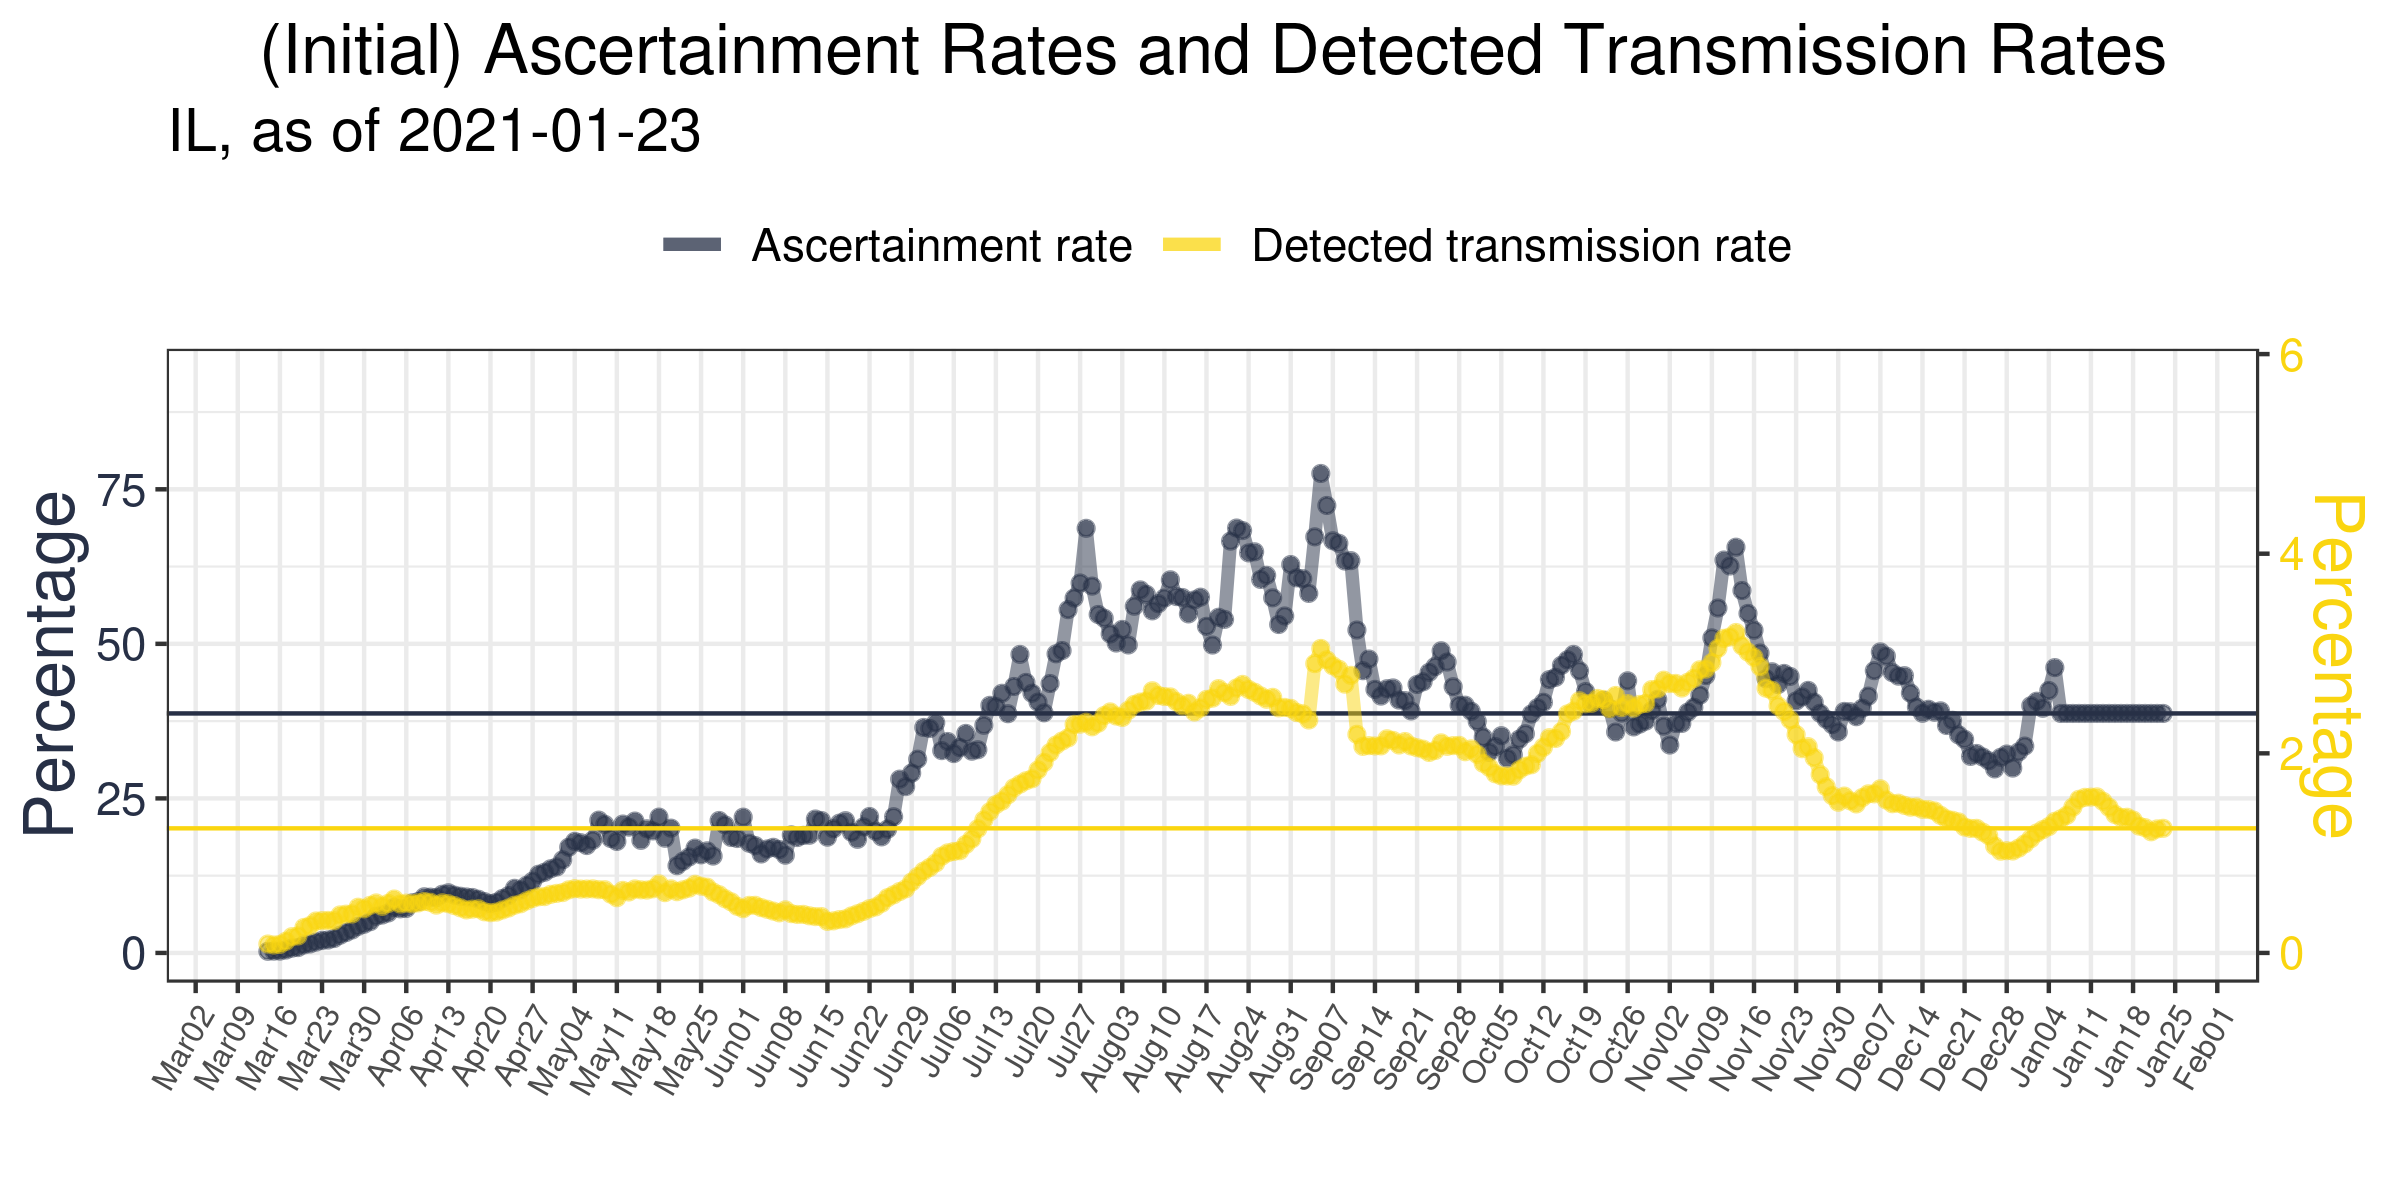 (Initial) Ascertainment Rates and Detected Transmission Rates
IL, as of 2021-01-23
Ascertainment rate
Detected transmission rate
Percentage
75
50
25
0
6
4
2
0
Percentage
Mar02
Mar09
Mar16
Mar23
Mar30
Apr06
Apr13
Apr20
Apr27
May04
May11
May18
May25
Jun01
Jun08
Jun15
Jun22
Jun29
Jul06
Jul13
Jul20
Jul27
Aug03
Aug10
Aug17
Aug24
Aug31
Sep07
Sep14
Sep21
Sep28
Oct05
Oct12
Oct19
Oct26
Nov02
Nov09
Nov16
Nov23
Nov30
Dec07
Dec14
Dec21
Dec28
Jan04
Jan11
Jan18
Jan25
Feb01